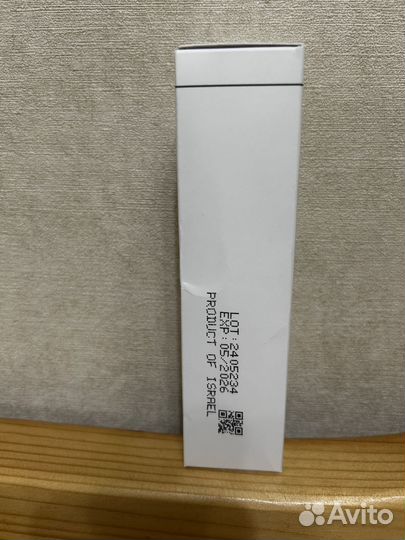 LOT:2405234
EXP:05/2026
PRODUCT OF ISRAEL
Avito